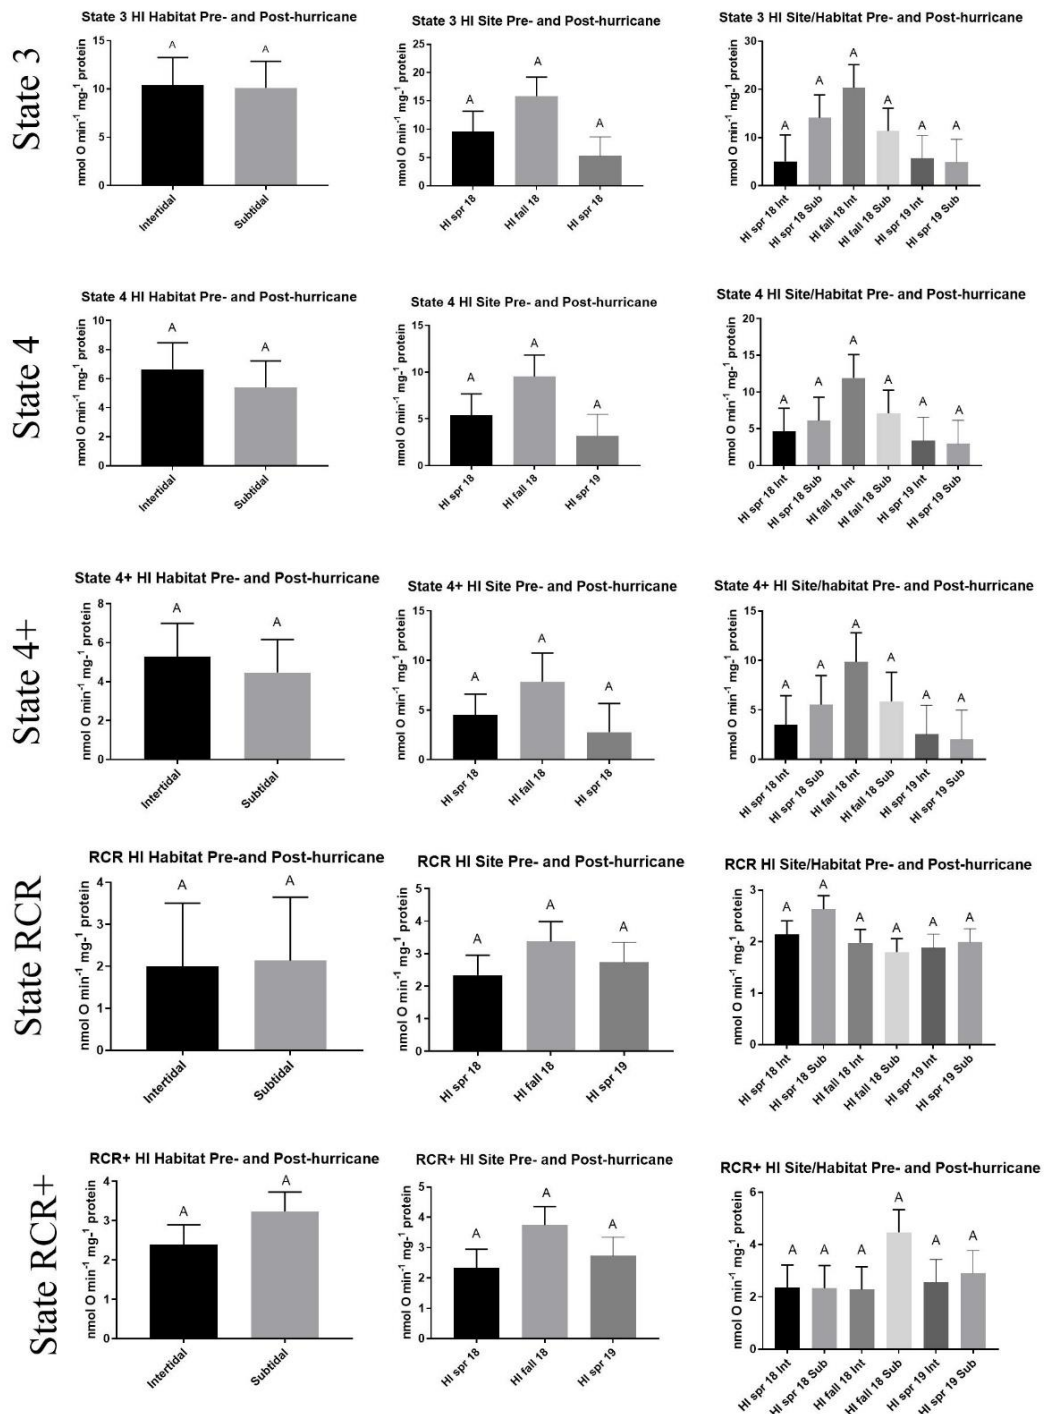 State 3
State 3 HI Habitat Pre- and Post-hurricane
nmol O min-1 mg-1 protein
15
10
5
0
A
A
Intertidal
Subtidal
State 3 HI Site Pre- and Post-hurricane
nmol O min-1 mg-1 protein
25
20
15
10
5
0
A
A
A
HI spr 18
HI fall 18
HI spr 18
State 3 HI Site/Habitat Pre- and Post-hurricane
nmol O min-1 mg-1 protein
30
20
10
0
A
A
A
A
A
A
HI spr 18 Int
HI spr 18 Sub
HI fall 18 Int
HI fall 18 Sub
HI spr 19 Int
HI spr 19 Sub
State 4
State 4 HI Habitat Pre- and Post-hurricane
nmol O min-1 mg-1 protein
10
8
6
4
2
0
A
A
Intertidal
Subtidal
State 4 HI Site Pre- and Post-hurricane
nmol O min-1 mg-1 protein
15
10
5
0
A
A
A
HI spr 18
HI fall 18
HI spr 19
State 4 HI Site/Habitat Pre- and Post-hurricane
nmol O min-1 mg-1 protein
20
15
10
5
0
A
A
A
A
A
A
HI spr 18 Int
HI spr 18 Sub
HI fall 18 Int
HI fall 18 Sub
HI spr 19 Int
HI spr 19 Sub
State 4+
State 4+ HI Habitat Pre- and Post-hurricane
nmol O min-1 mg-1 protein
8
6
4
2
0
A
A
Intertidal
Subtidal
State 4+ HI Site Pre- and Post-hurricane
nmol O min-1 mg-1 protein
15
10
5
0
A
A
A
HI spr 18
HI fall 18
HI spr 18
State 4+ HI Site/habitat Pre- and Post-hurricane
nmol O min-1 mg-1 protein
15
10
5
0
A
A
A
A
A
A
HI spr 18 Int
HI spr 18 Sub
HI fall 18 Int
HI fall 18 Sub
HI spr 19 Int
HI spr 19 Sub
State RCR
RCR HI Habitat Pre-and Post-hurricane
nmol O min-1 mg-1 protein
4
3
2
1
0
A
A
Intertidal
Subtidal
RCR HI Site Pre- and Post-hurricane
nmol O min-1 mg-1 protein
5
4
3
2
1
0
A
A
A
HI spr 18
HI fall 18
HI spr 19
RCR HI Site/Habitat Pre- and Post-hurricane
nmol O min-1 mg-1 protein
3
2
1
0
A
A
A
A
A
A
HI spr 18 Int
HI spr 18 Sub
HI fall 18 Int
HI fall 18 Sub
HI spr 19 Int
HI spr 19 Sub
State RCR+
RCR+ HI Habitat Pre- and Post-hurricane
nmol O min-1 mg-1 protein
4
3
2
1
0
A
A
Intertidal
Subtidal
RCR+ HI Site Pre- and Post-hurricane
nmol O min-1 mg-1 protein
5
4
3
2
1
0
A
A
A
HI spr 18
HI fall 18
HI spr 19
RCR+ HI Site/Habitat Pre- and Post-hurricane
nmol O min-1 mg-1 protein
6
4
2
0
A
A
A
A
A
A
HI spr 18 Int
HI spr 18 Sub
HI fall 18 Int
HI fall 18 Sub
HI spr 19 Int
HI spr 19 Sub